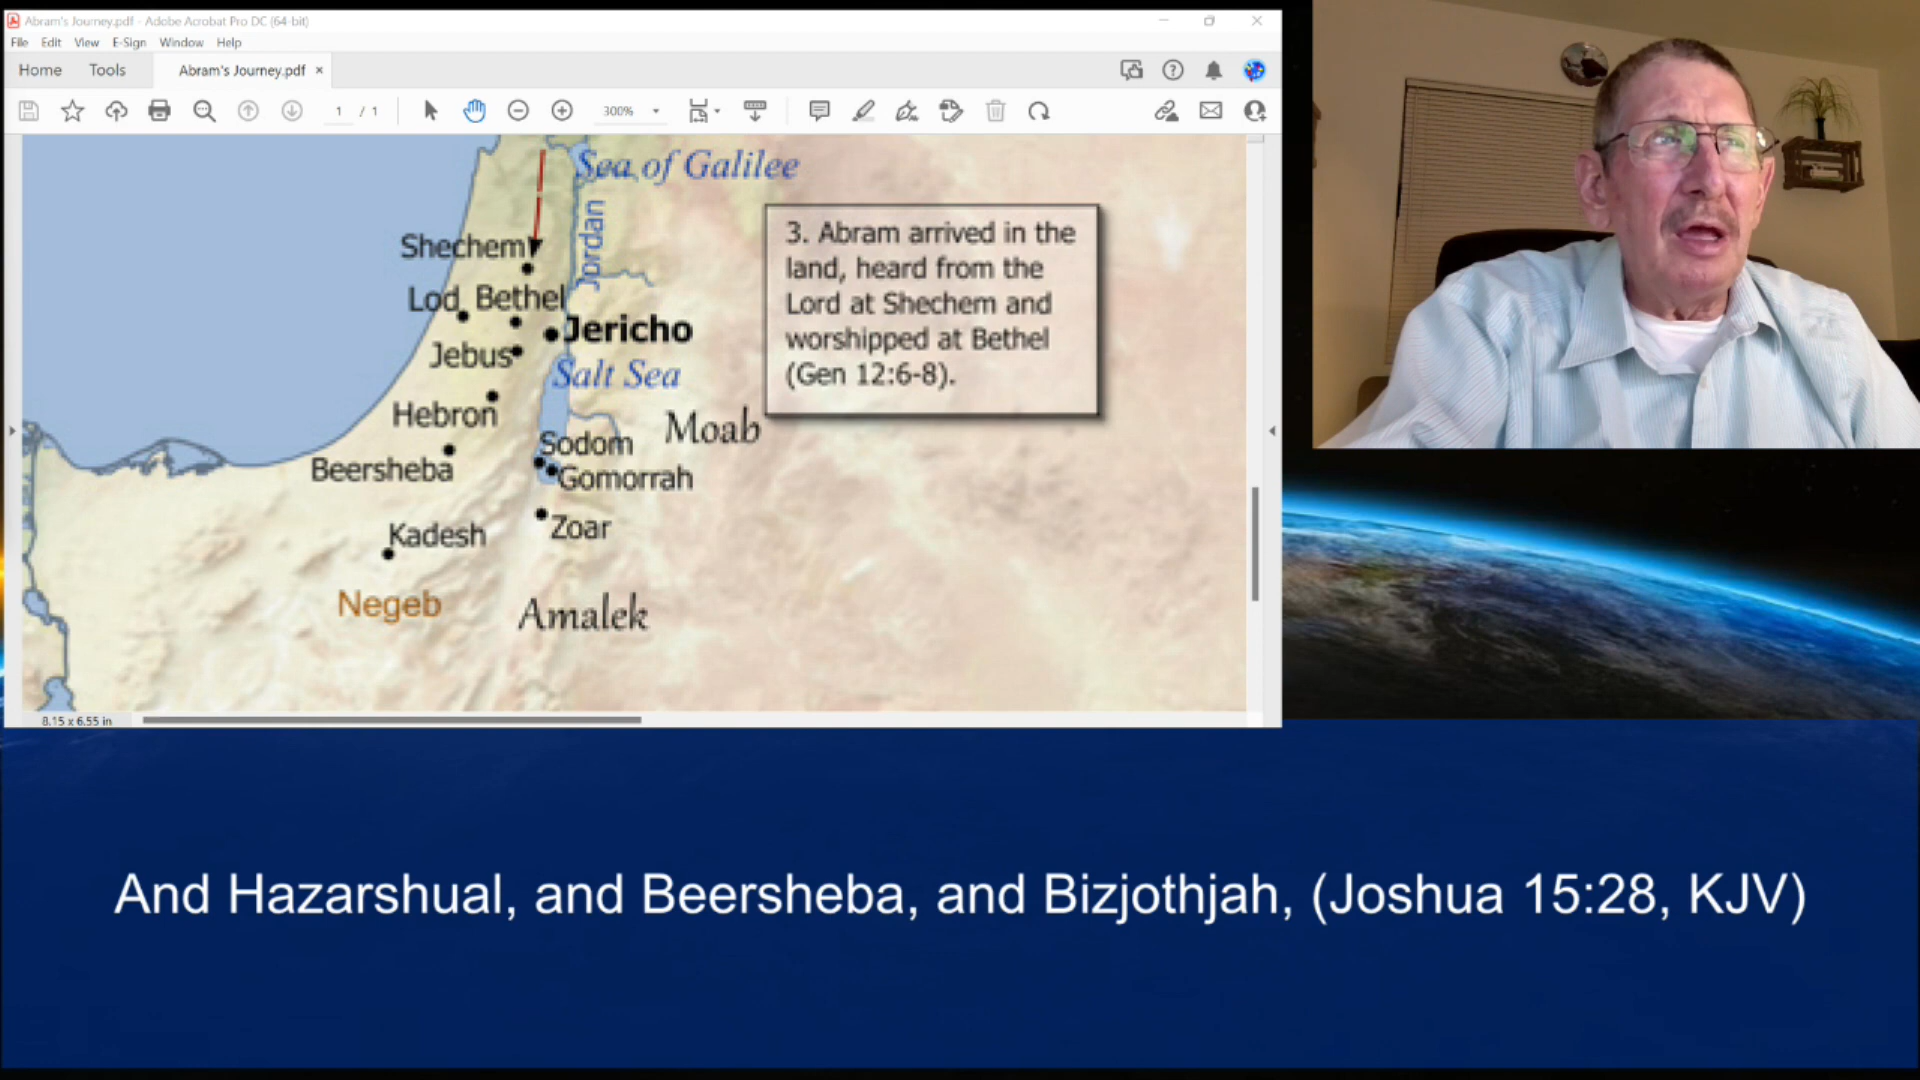 Abram's Journey.pdf - Adobe Acrobat Pro DC (64-bit)
File Edit View E-Sign Window Help
Home Tools Abram's Journey.pdf ×
1 / 1 300%
Sea of Galilee
Jordan
Shechem
Lod Bethel
Jericho
Jebus
Salt Sea
Hebron
Moab
Sodom
Beersheba
Gomorrah
Zoar
Kadesh
Negeb
Amalek
3. Abram arrived in the
land, heard from the
Lord at Shechem and
worshipped at Bethel
(Gen 12:6-8).
8.15 x 6.55 in
And Hazarshual, and Beersheba, and Bizjothjah, (Joshua 15:28, KJV)